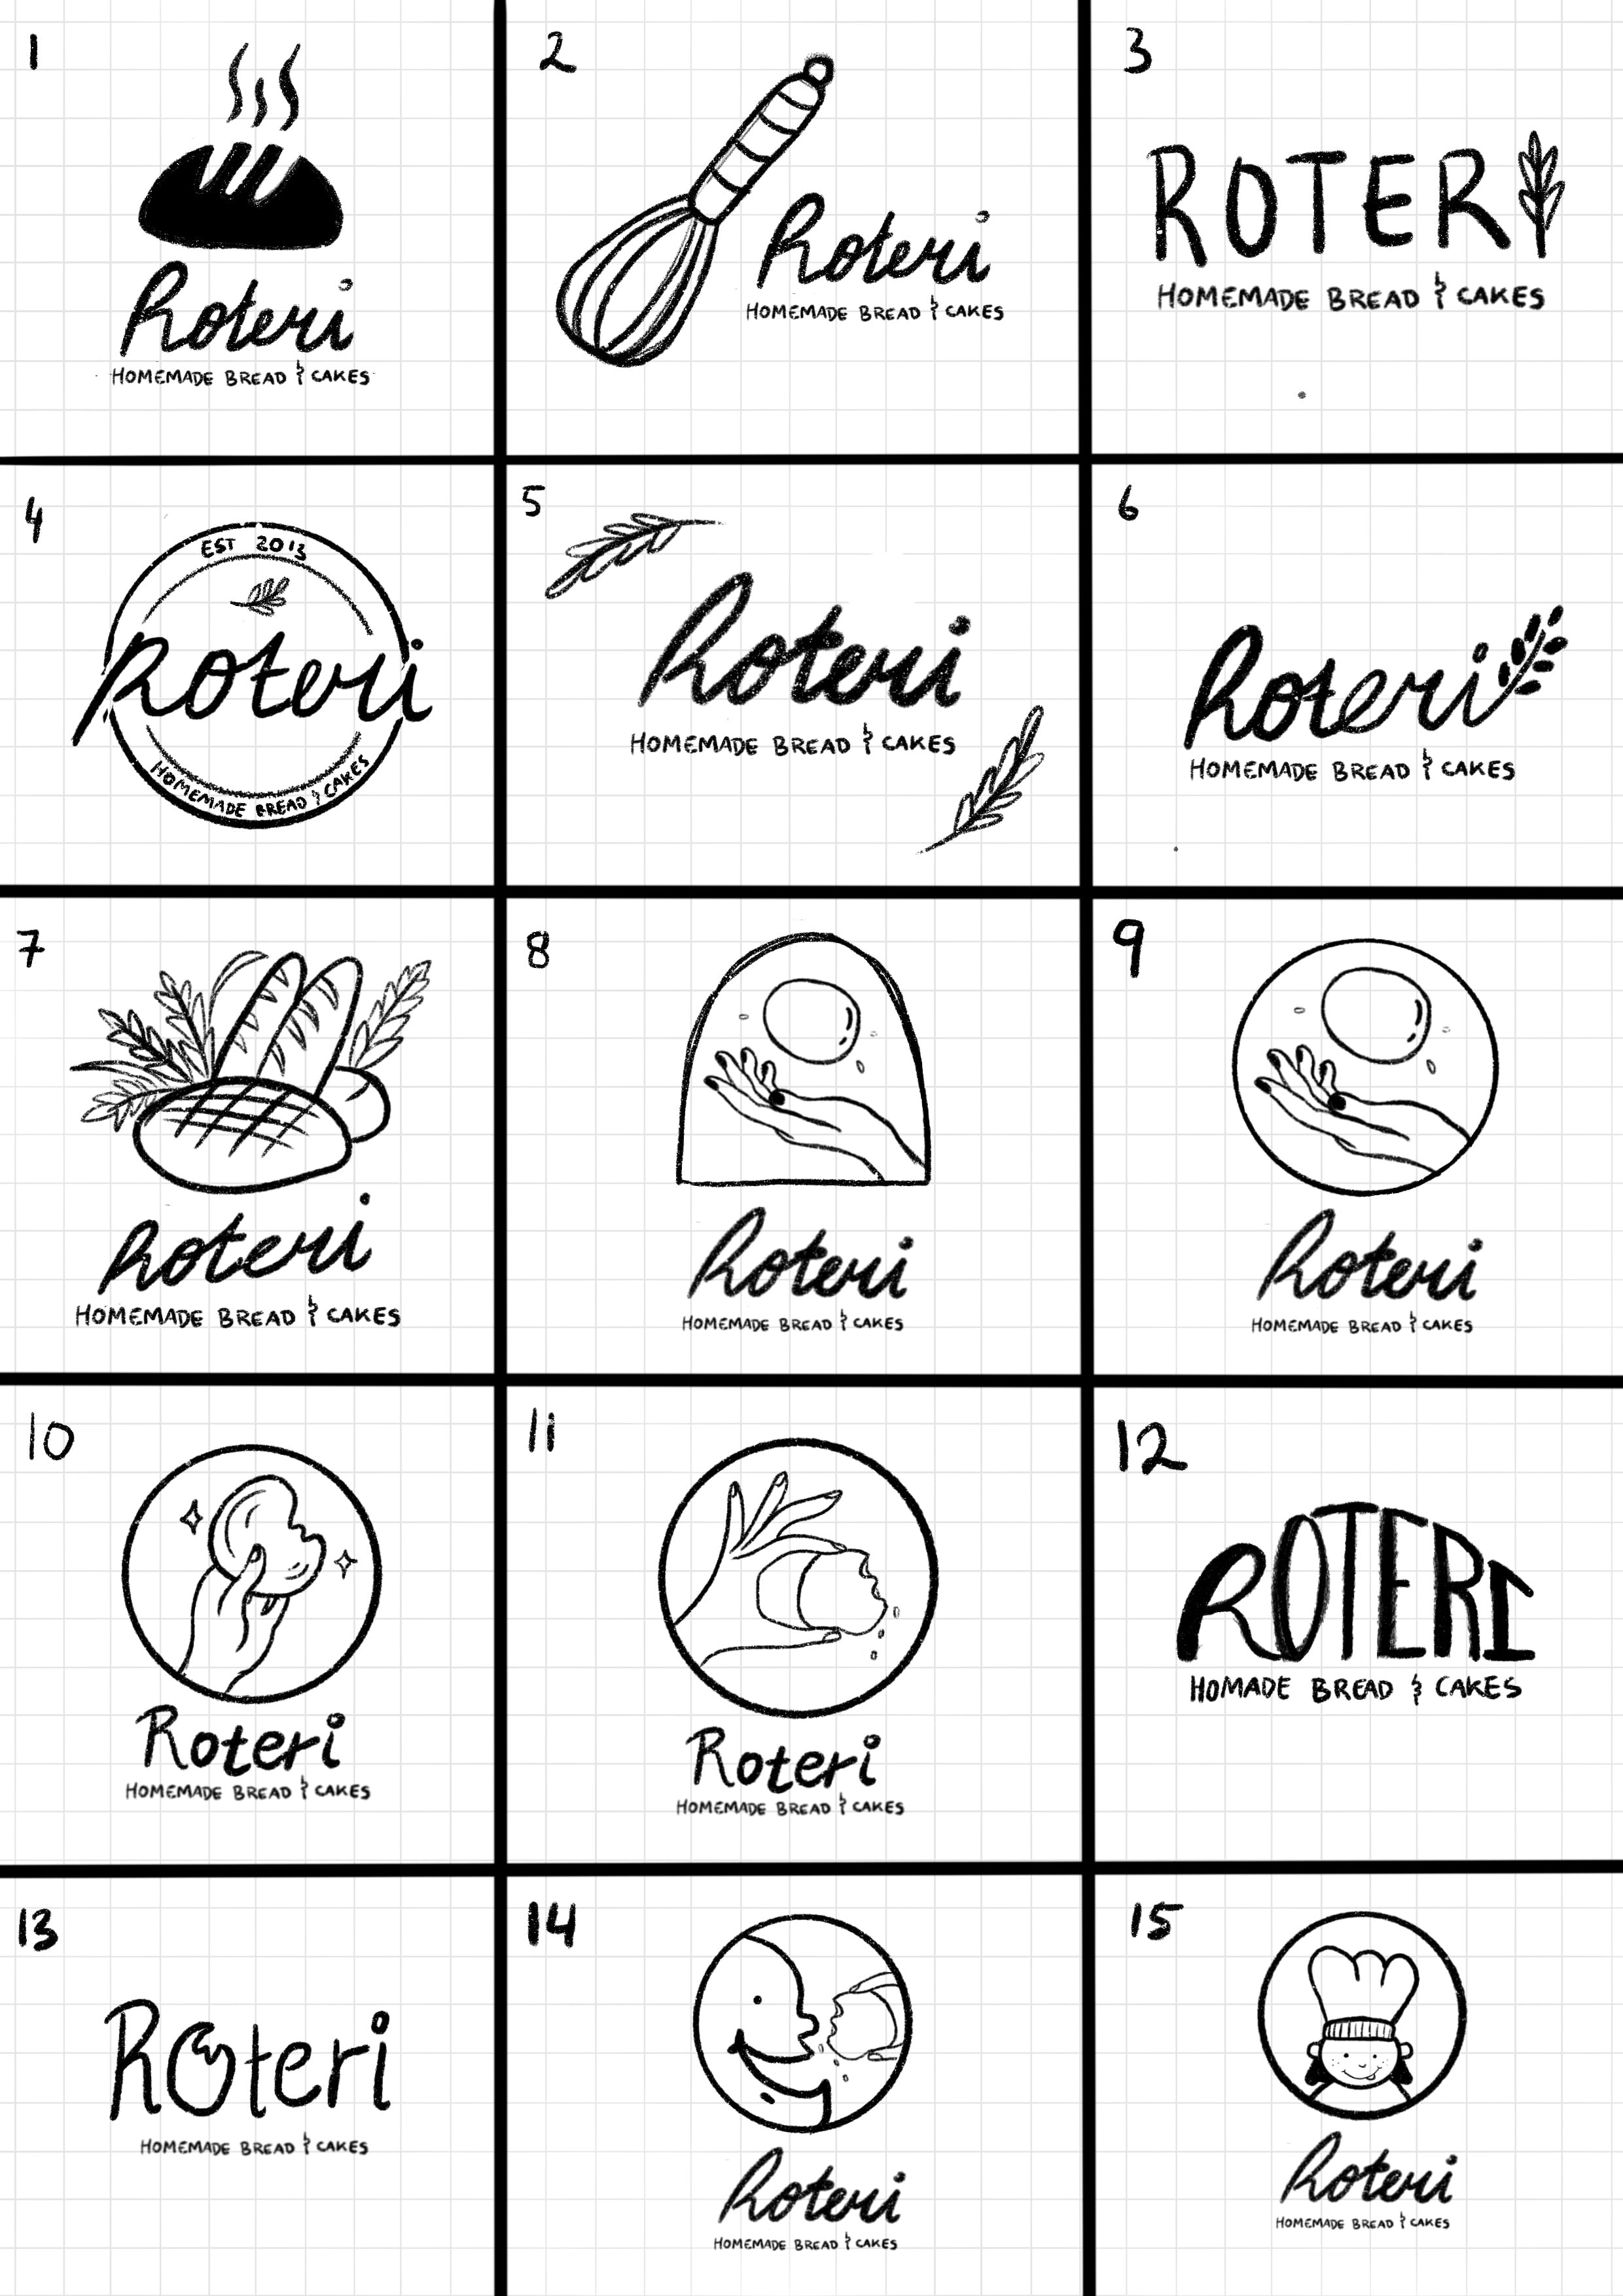 1
Roteri
HOMEMADE BREAD & CAKES
2
Roteri
HOMEMADE BREAD & CAKES
3
ROTERI
HOMEMADE BREAD & CAKES
4
EST 2013
Roteri
HOMEMADE BREAD & CAKES
5
Roteri
HOMEMADE BREAD & CAKES
6
Roteri
HOMEMADE BREAD & CAKES
7
Roteri
HOMEMADE BREAD & CAKES
8
Roteri
HOMEMADE BREAD & CAKES
9
Roteri
HOMEMADE BREAD & CAKES
10
Roteri
HOMEMADE BREAD & CAKES
11
Roteri
HOMEMADE BREAD & CAKES
12
ROTERI
HOMADE BREAD & CAKES
13
Roteri
HOMEMADE BREAD & CAKES
14
Roteri
HOMEMADE BREAD & CAKES
15
Roteri
HOMEMADE BREAD & CAKES